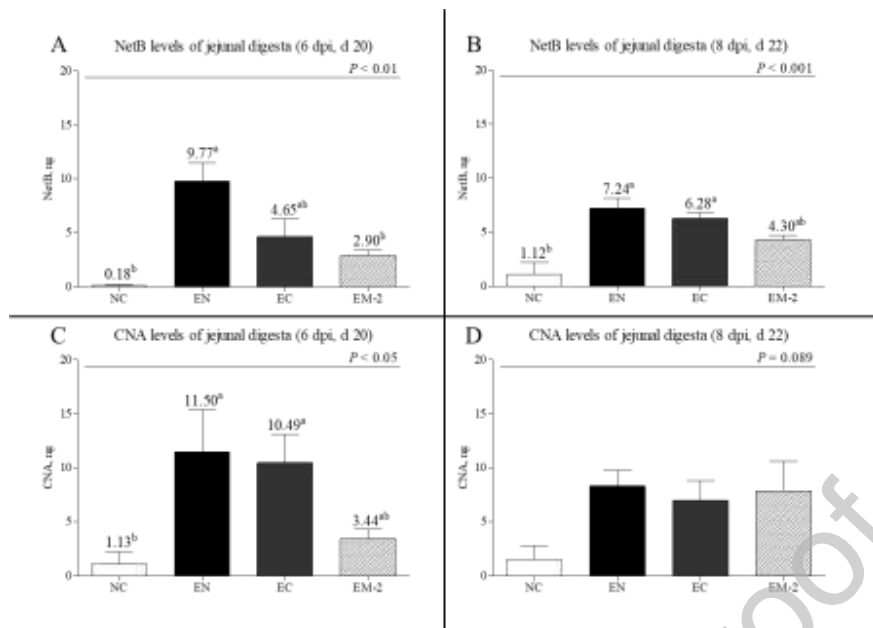 A NetB levels of jejunal digesta (6 dpi, d 20)
P < 0.01
20
15
10
5
0
NetB, ng
0.18b
9.77a
4.65ab
2.90b
NC EN EC EM-2
B NetB levels of jejunal digesta (8 dpi, d 22)
P < 0.001
20
15
10
5
0
NetB, ng
1.12b
7.24a
6.28a
4.30ab
NC EN EC EM-2
C CNA levels of jejunal digesta (6 dpi, d 20)
P < 0.05
20
15
10
5
0
CNA, ng
1.13b
11.50a
10.49a
3.44ab
NC EN EC EM-2
D CNA levels of jejunal digesta (8 dpi, d 22)
P = 0.089
20
15
10
5
0
CNA, ng
NC EN EC EM-2
roof